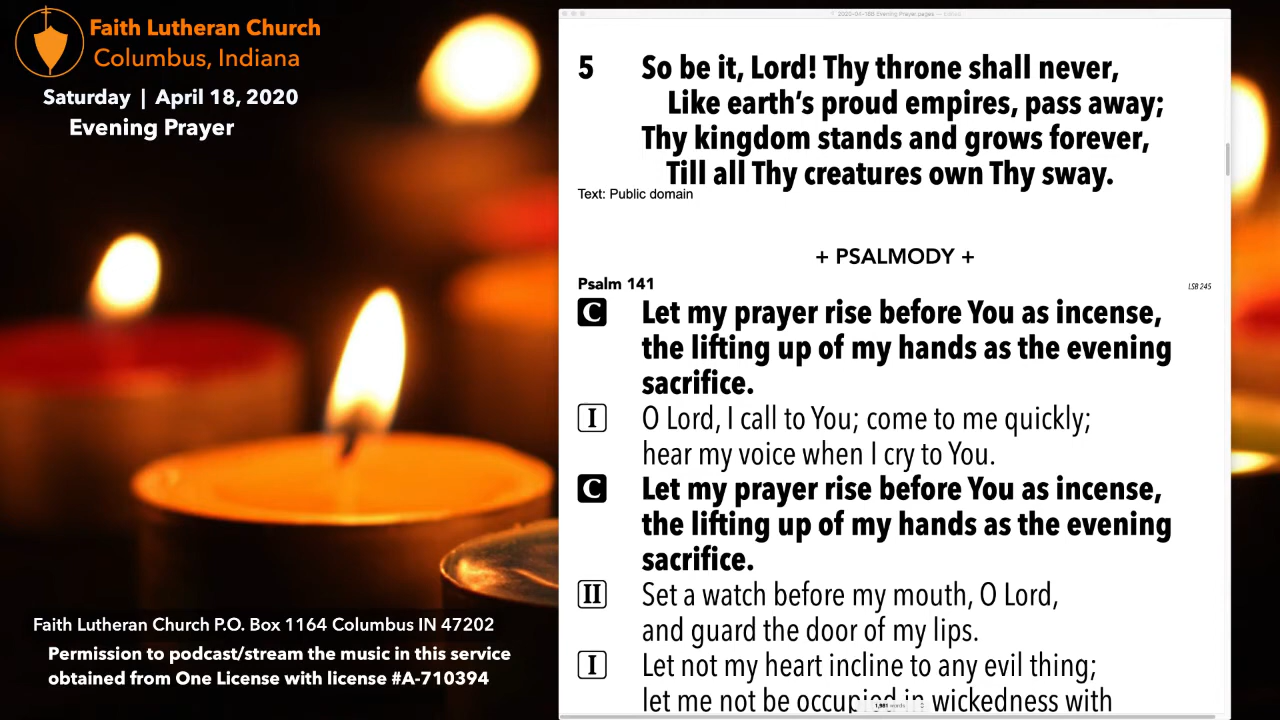 Faith Lutheran Church
Columbus, Indiana
Saturday | April 18, 2020
Evening Prayer
5 So be it, Lord! Thy throne shall never,
Like earth's proud empires, pass away;
Thy kingdom stands and grows forever,
Till all Thy creatures own Thy sway.
Text: Public domain
+ PSALMODY +
Psalm 141 LSB 245
C Let my prayer rise before You as incense,
the lifting up of my hands as the evening
sacrifice.
I O Lord, I call to You; come to me quickly;
hear my voice when I cry to You.
C Let my prayer rise before You as incense,
the lifting up of my hands as the evening
sacrifice.
II Set a watch before my mouth, O Lord,
and guard the door of my lips.
I Let not my heart incline to any evil thing;
let me not be occupied in wickedness with
1,981 words
Faith Lutheran Church P.O. Box 1164 Columbus IN 47202
Permission to podcast/stream the music in this service
obtained from One License with license #A-710394